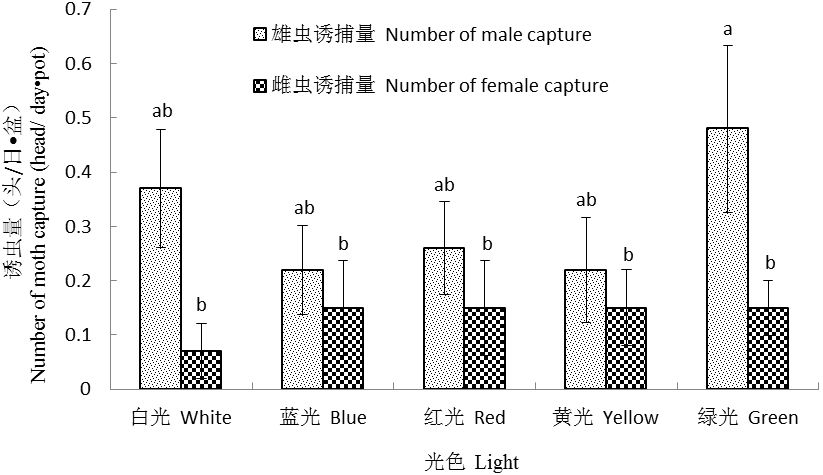 诱虫量（头/日•盆）
Number of moth capture (head/ day•pot)
0.7
0.6
0.5
0.4
0.3
0.2
0.1
0
雄虫诱捕量 Number of male capture
雌虫诱捕量 Number of female capture
ab
b
ab
b
ab
b
ab
b
a
b
白光 White
蓝光 Blue
红光 Red
黄光 Yellow
绿光 Green
光色 Light